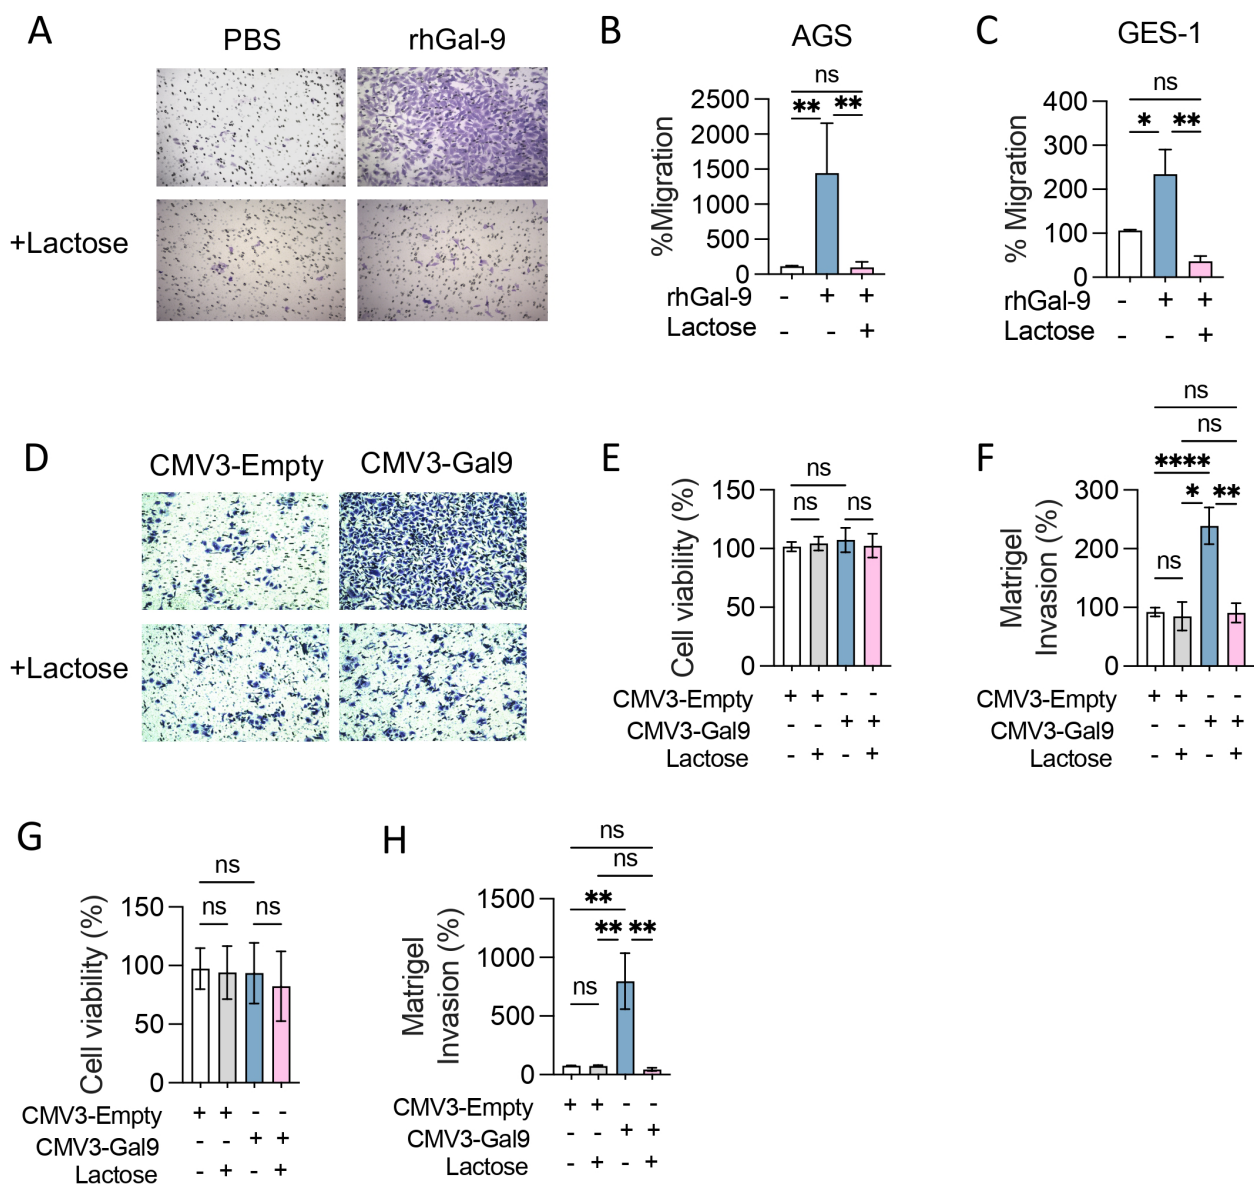 A
PBS
rhGal-9
+Lactose
B
AGS
ns
** **
2500
2000
1500
1000
500
0
%Migration
rhGal-9 - + +
Lactose - - +
C
GES-1
ns
* **
400
300
200
100
0
% Migration
rhGal-9 - + +
Lactose - - +
D
CMV3-Empty
CMV3-Gal9
+Lactose
E
ns
ns ns
150
100
50
0
Cell viability (%)
CMV3-Empty + + - -
CMV3-Gal9 - - + +
Lactose - + - +
F
ns
ns
****
* **
ns
300
200
100
0
Matrigel
Invasion (%)
CMV3-Empty + + - -
CMV3-Gal9 - - + +
Lactose - + - +
G
ns
ns ns
150
100
50
0
Cell viability (%)
CMV3-Empty + + - -
CMV3-Gal9 - - + +
Lactose - + - +
H
ns
ns
**
** **
ns
1500
1000
500
0
Matrigel
Invasion (%)
CMV3-Empty + + - -
CMV3-Gal9 - - + +
Lactose - + - +